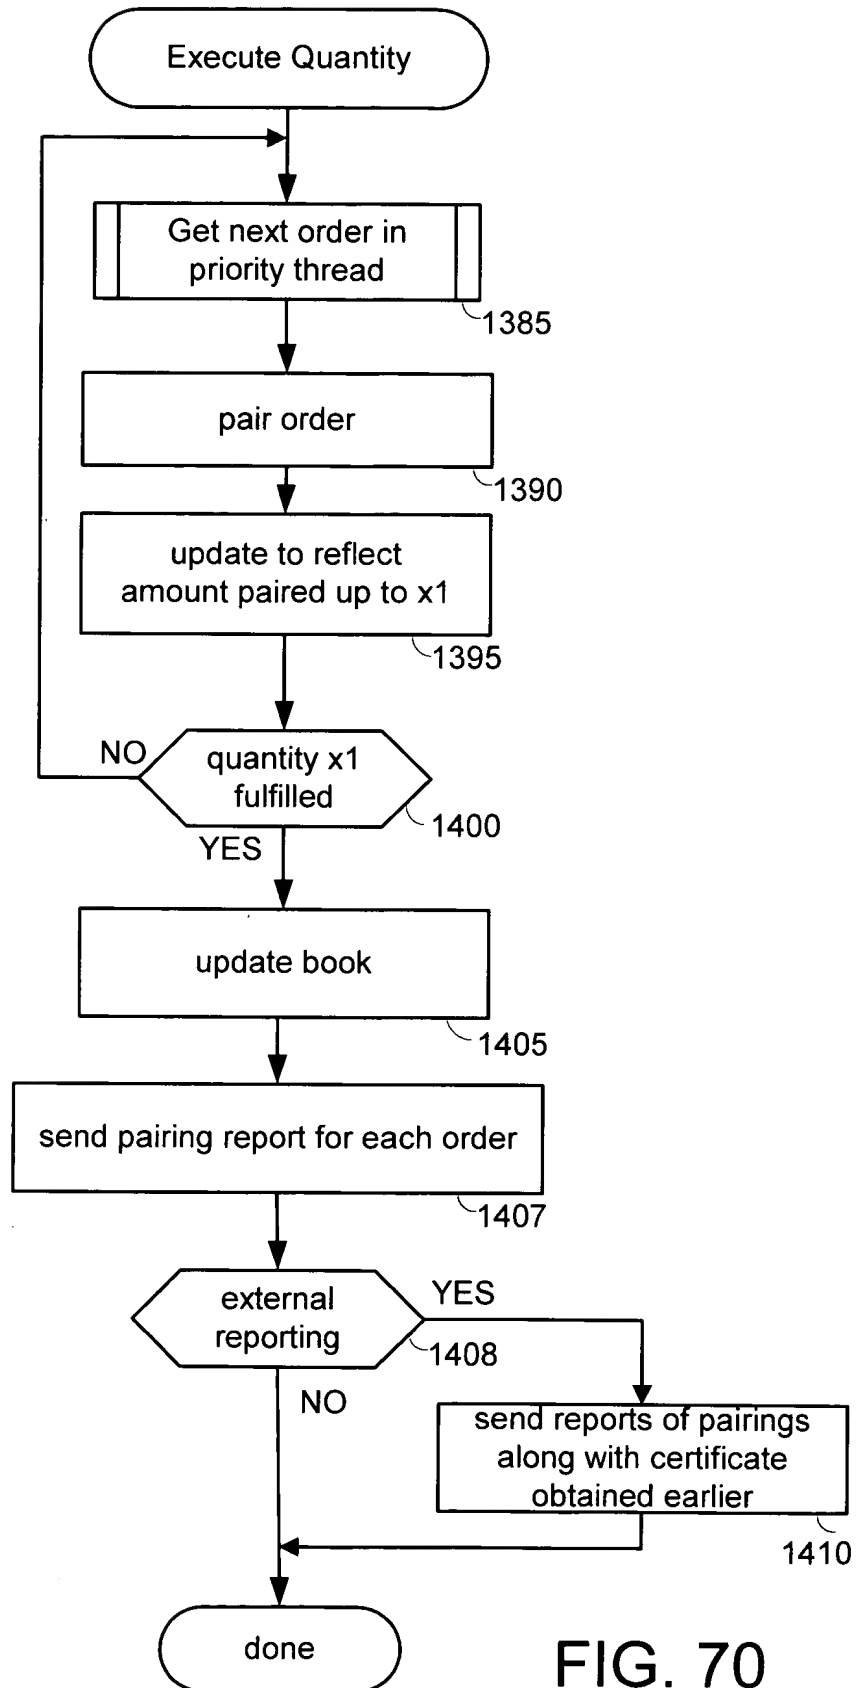 Execute Quantity
Get next order in
priority thread
1385
pair order
1390
update to reflect
amount paired up to x1
1395
NO
quantity x1
fulfilled
1400
YES
update book
1405
send pairing report for each order
1407
external
reporting
YES
1408
NO
send reports of pairings
along with certificate
obtained earlier
1410
done
FIG. 70